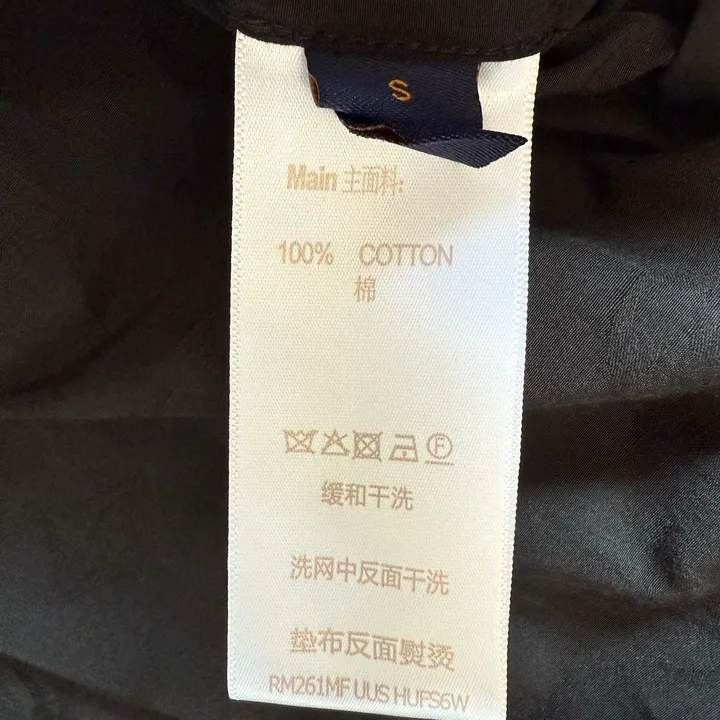 S
Main 主面料:
100% COTTON
棉
F
缓和干洗
洗网中反面干洗
垫布反面熨烫
RM261MF UUS HUFS6W